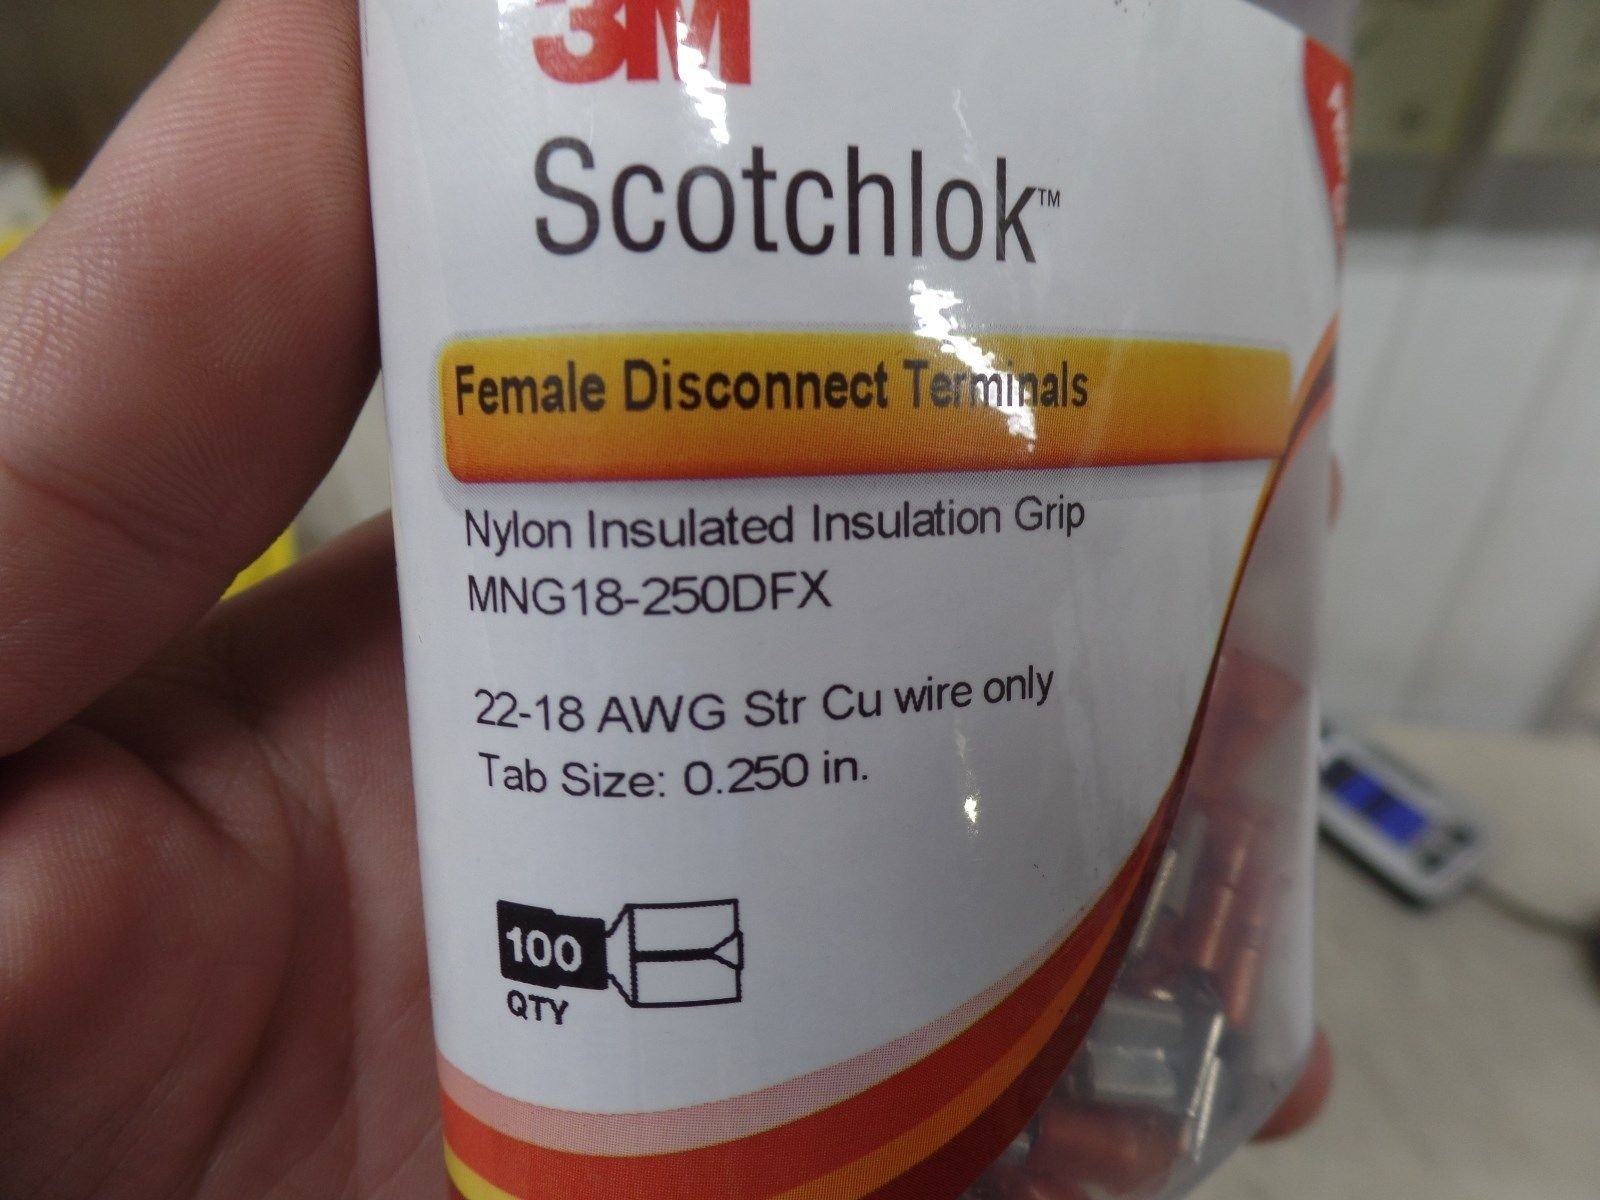 3M
Scotchlok™
Female Disconnect Terminals
Nylon Insulated Insulation Grip
MNG18-250DFX
22-18 AWG Str Cu wire only
Tab Size: 0.250 in.
100
QTY